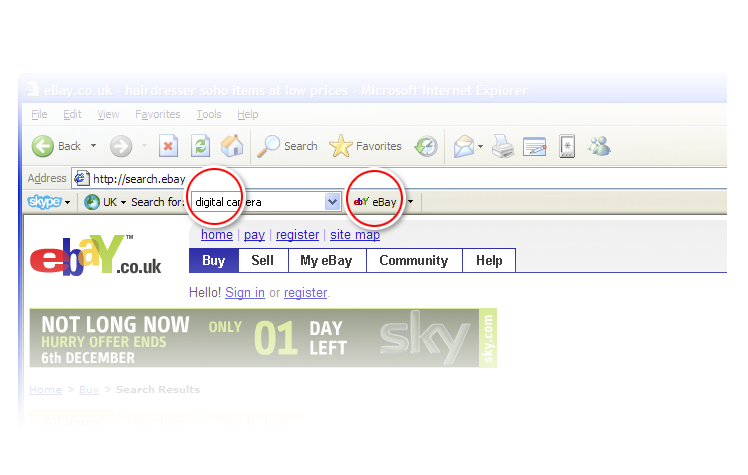 eBay.co.uk - hairdresser soho items at low prices - Microsoft Internet Explorer
File Edit View Favorites Tools Help
Back Search Favorites
Address http://search.ebay
skype UK Search for: digital camera ebY eBay
ebaY™.co.uk
home | pay | register | site map
Buy Sell My eBay Community Help
Hello! Sign in or register.
NOT LONG NOW
HURRY OFFER ENDS
6th DECEMBER
ONLY 01 DAY LEFT
sky
sky.com
Home > Buy > Search Results